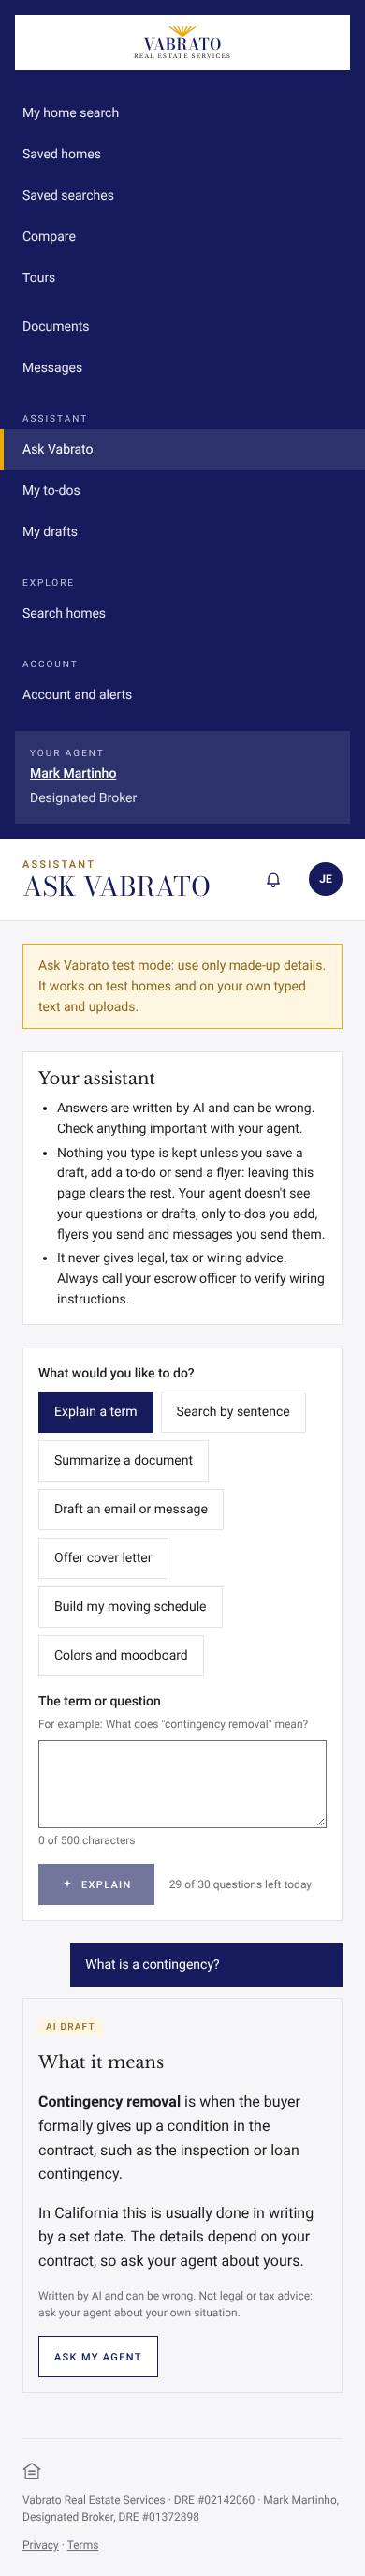 VABRATO
REAL ESTATE SERVICES
My home search
Saved homes
Saved searches
Compare
Tours
Documents
Messages
ASSISTANT
Ask Vabrato
My to-dos
My drafts
EXPLORE
Search homes
ACCOUNT
Account and alerts
YOUR AGENT
Mark Martinho
Designated Broker
ASSISTANT
ASK VABRATO
JE
Ask Vabrato test mode: use only made-up details.
It works on test homes and on your own typed
text and uploads.
Your assistant
• Answers are written by AI and can be wrong.
Check anything important with your agent.
• Nothing you type is kept unless you save a
draft, add a to-do or send a flyer: leaving this
page clears the rest. Your agent doesn't see
your questions or drafts, only to-dos you add,
flyers you send and messages you send them.
• It never gives legal, tax or wiring advice.
Always call your escrow officer to verify wiring
instructions.
What would you like to do?
Explain a term
Search by sentence
Summarize a document
Draft an email or message
Offer cover letter
Build my moving schedule
Colors and moodboard
The term or question
For example: What does "contingency removal" mean?
0 of 500 characters
EXPLAIN
29 of 30 questions left today
What is a contingency?
AI DRAFT
What it means
Contingency removal is when the buyer
formally gives up a condition in the
contract, such as the inspection or loan
contingency.
In California this is usually done in writing
by a set date. The details depend on your
contract, so ask your agent about yours.
Written by AI and can be wrong. Not legal or tax advice:
ask your agent about your own situation.
ASK MY AGENT
Vabrato Real Estate Services · DRE #02142060 · Mark Martinho,
Designated Broker, DRE #01372898
Privacy · Terms